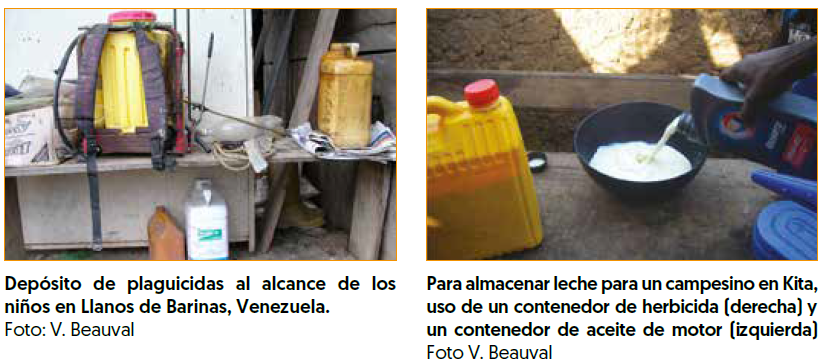 Depósito de plaguicidas al alcance de los
niños en Llanos de Barinas, Venezuela.
Foto: V. Beauval
Para almacenar leche para un campesino en Kita,
uso de un contenedor de herbicida (derecha) y
un contenedor de aceite de motor (izquierda)
Foto V. Beauval